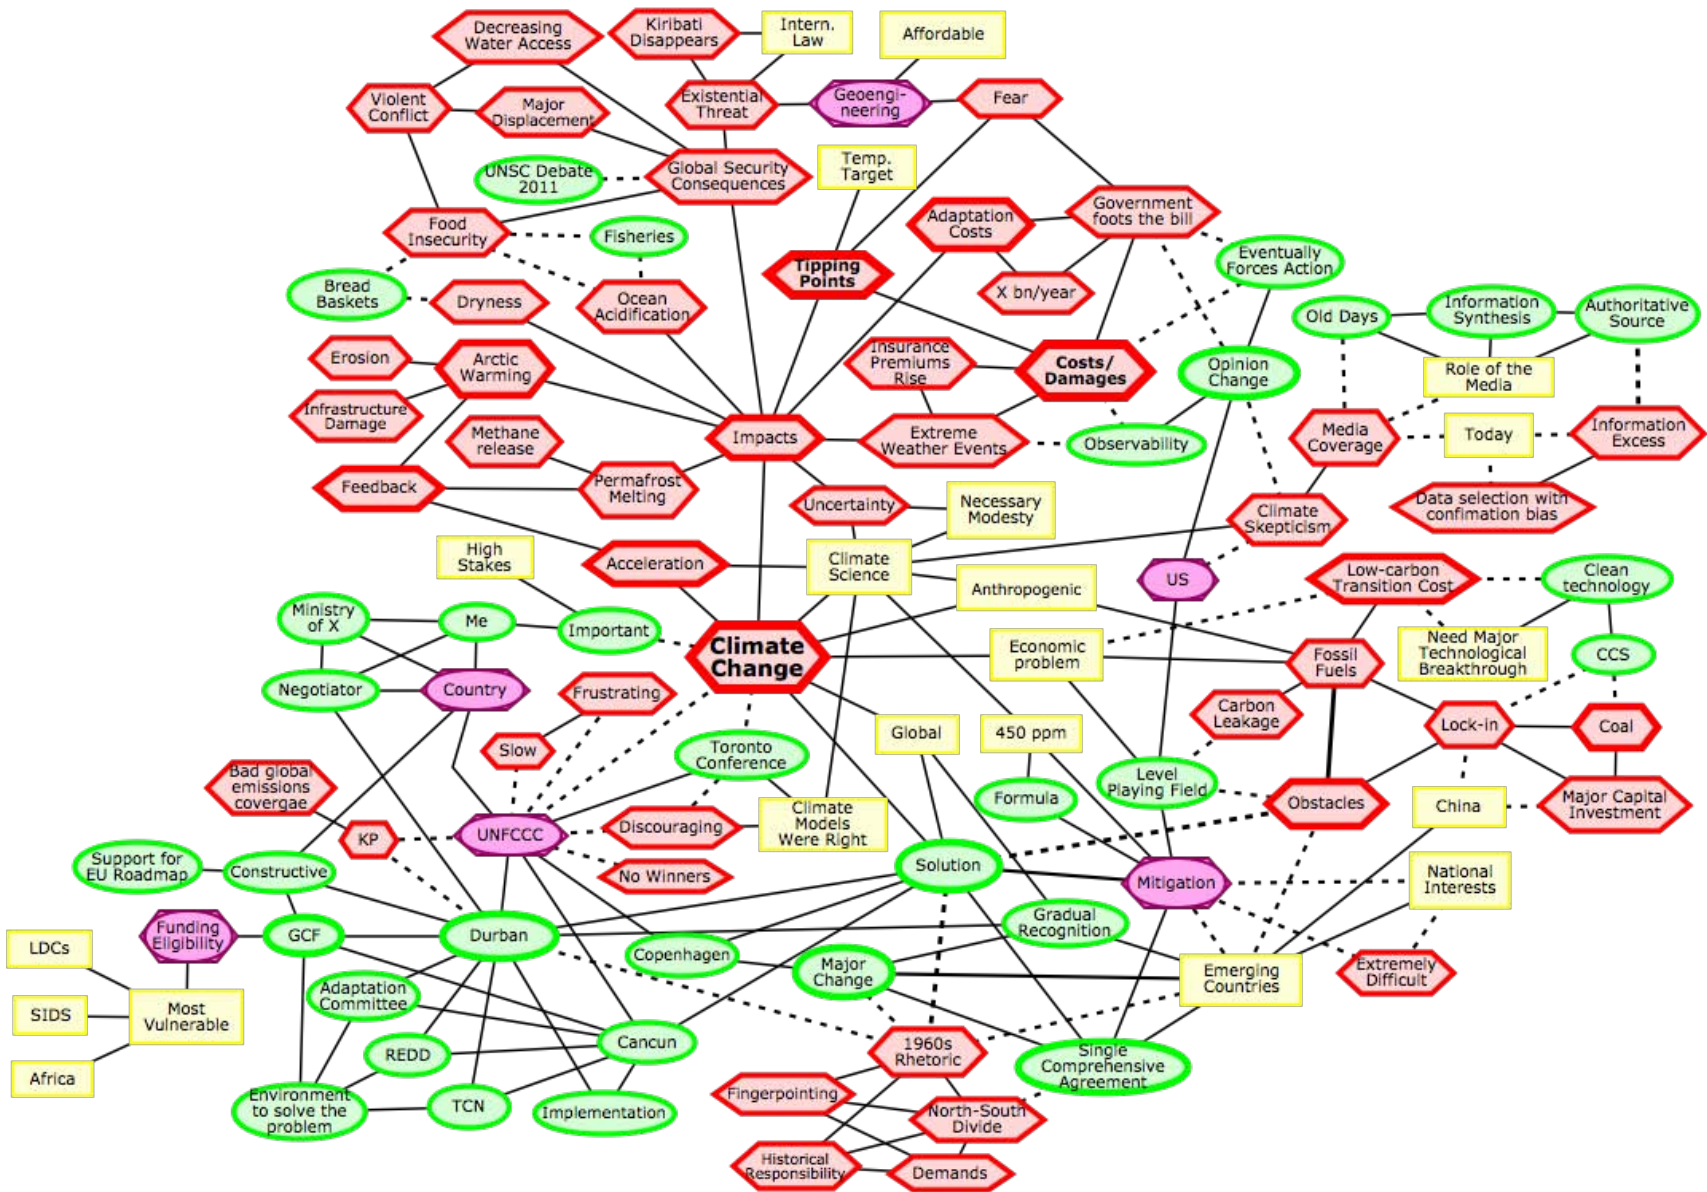 Decreasing
Water Access
Kiribati
Disappears
Intern.
Law
Affordable
Violent
Conflict
Major
Displacement
Existential
Threat
Geoengi-
neering
Fear
UNSC Debate
2011
Global Security
Consequences
Temp.
Target
Food
Insecurity
Fisheries
Adaptation
Costs
Government
foots the bill
Eventually
Forces Action
Bread
Baskets
Dryness
Ocean
Acidification
Tipping
Points
X bn/year
Old Days
Information
Synthesis
Authoritative
Source
Erosion
Arctic
Warming
Insurance
Premiums
Rise
Costs/
Damages
Opinion
Change
Role of the
Media
Infrastructure
Damage
Methane
release
Impacts
Extreme
Weather Events
Observability
Media
Coverage
Today
Information
Excess
Feedback
Permafrost
Melting
Uncertainty
Necessary
Modesty
Climate
Skepticism
Data selection with
confimation bias
High
Stakes
Acceleration
Climate
Science
Anthropogenic
US
Low-carbon
Transition Cost
Clean
technology
Ministry
of X
Me
Important
Climate
Change
Economic
problem
Fossil
Fuels
Need Major
Technological
Breakthrough
CCS
Negotiator
Country
Frustrating
Carbon
Leakage
Lock-in
Coal
Slow
Toronto
Conference
Global
450 ppm
Level
Playing Field
Bad global
emissions
covergae
Formula
Obstacles
China
Major Capital
Investment
KP
UNFCCC
Discouraging
Climate
Models
Were Right
Support for
EU Roadmap
Constructive
No Winners
Solution
Mitigation
National
Interests
Funding
Eligibility
GCF
Durban
Gradual
Recognition
LDCs
Copenhagen
Major
Change
Emerging
Countries
Extremely
Difficult
Adaptation
Committee
SIDS
Most
Vulnerable
REDD
Cancun
1960s
Rhetoric
Single
Comprehensive
Agreement
Africa
Environment
to solve the
problem
TCN
Implementation
Fingerpointing
North-South
Divide
Historical
Responsibility
Demands